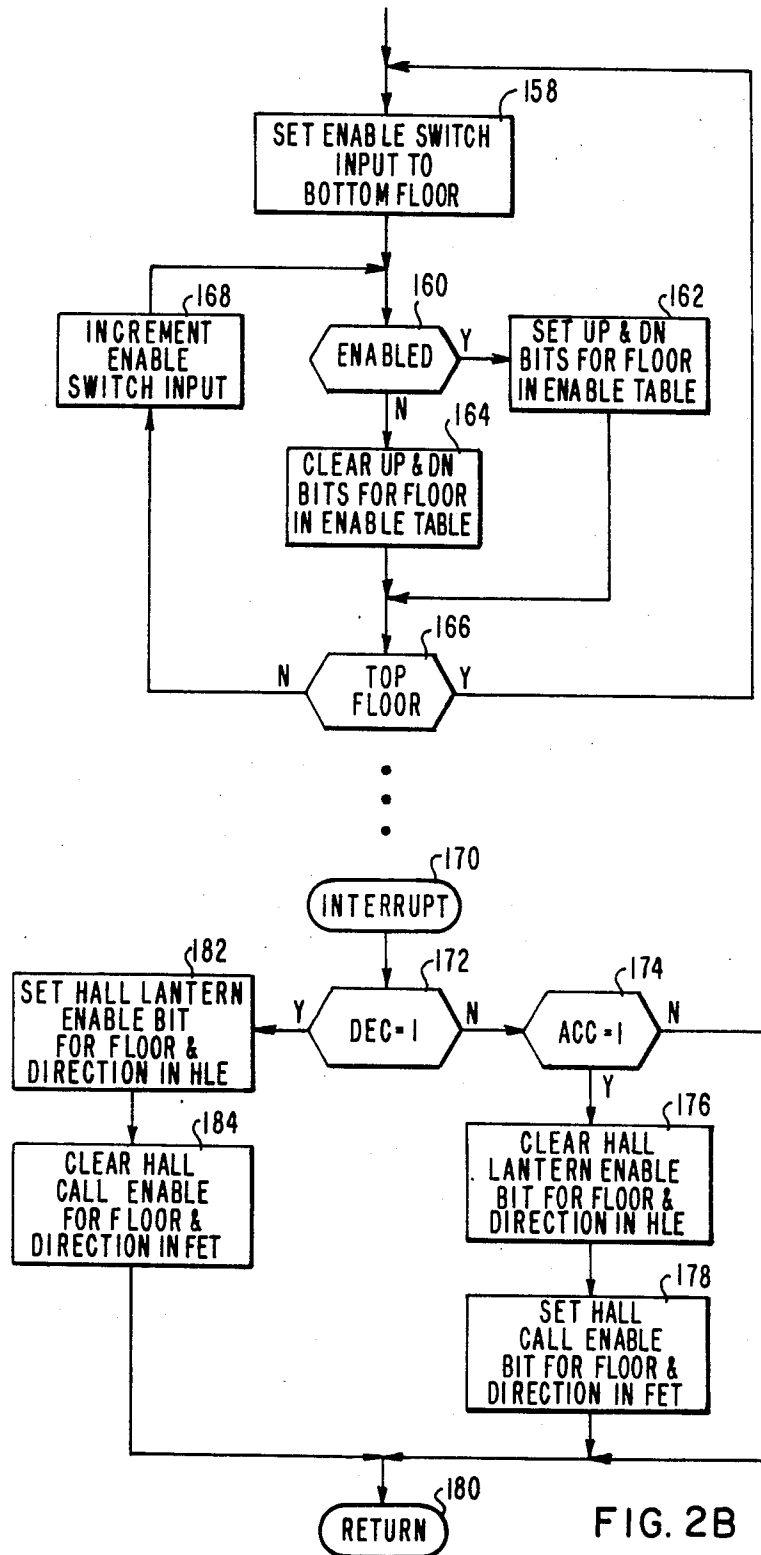 158
SET ENABLE SWITCH
INPUT TO
BOTTOM FLOOR
168
INCREMENT
ENABLE
SWITCH INPUT
160
ENABLED
Y
N
162
SET UP & DN
BITS FOR FLOOR
IN ENABLE TABLE
164
CLEAR UP & DN
BITS FOR FLOOR
IN ENABLE TABLE
166
N
TOP
FLOOR
Y
170
INTERRUPT
172
Y
DEC=1
N
174
ACC=1
N
Y
182
SET HALL LANTERN
ENABLE BIT
FOR FLOOR &
DIRECTION IN HLE
184
CLEAR HALL
CALL ENABLE
FOR FLOOR &
DIRECTION IN FET
176
CLEAR HALL
LANTERN ENABLE
BIT FOR FLOOR &
DIRECTION IN HLE
178
SET HALL
CALL ENABLE
BIT FOR FLOOR &
DIRECTION IN FET
180
RETURN
FIG. 2B